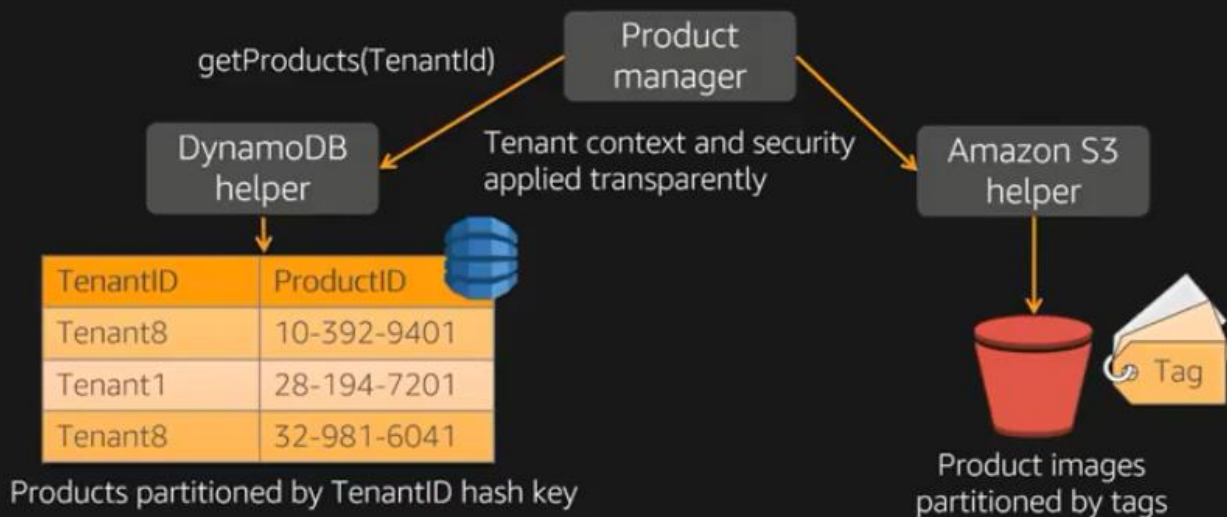 Product
manager
getProducts(TenantId)
DynamoDB
helper
Tenant context and security
applied transparently
Amazon S3
helper
TenantID ProductID
Tenant8 10-392-9401
Tenant1 28-194-7201
Tenant8 32-981-6041
Tag
Products partitioned by TenantID hash key
Product images
partitioned by tags